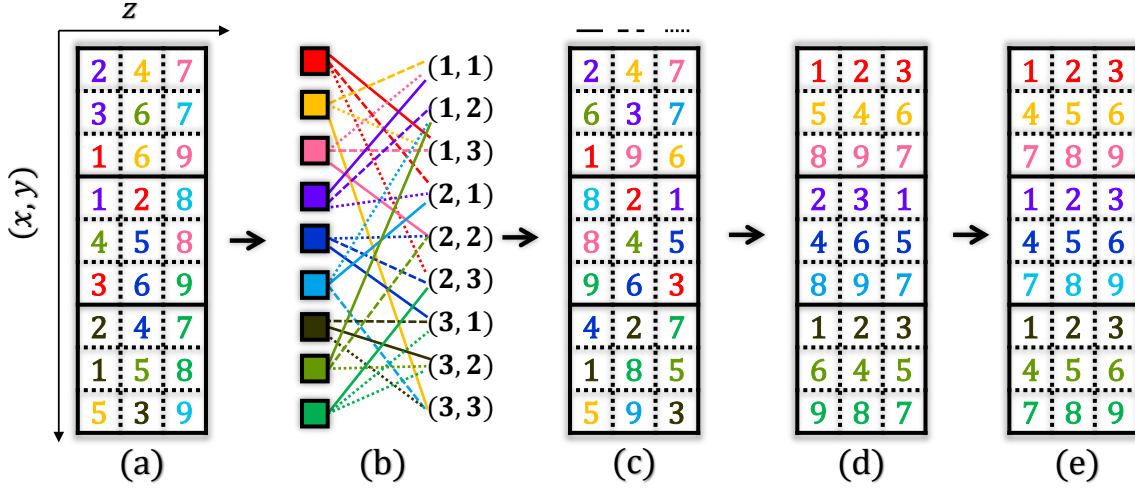 z
(x, y)
2 4 7
3 6 7
1 6 9
1 2 8
4 5 8
3 6 9
2 4 7
1 5 8
5 3 9
(a)
(1, 1)
(1, 2)
(1, 3)
(2, 1)
(2, 2)
(2, 3)
(3, 1)
(3, 2)
(3, 3)
(b)
2 4 7
6 3 7
1 9 6
8 2 1
8 4 5
9 6 3
4 2 7
1 8 5
5 9 3
(c)
1 2 3
5 4 6
8 9 7
2 3 1
4 6 5
8 9 7
1 2 3
6 4 5
9 8 7
(d)
1 2 3
4 5 6
7 8 9
1 2 3
4 5 6
7 8 9
1 2 3
4 5 6
7 8 9
(e)